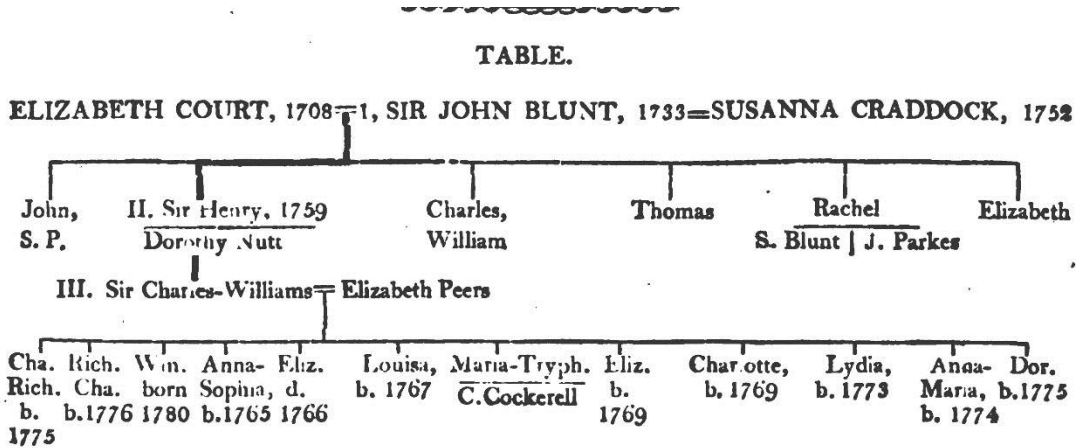 TABLE.
ELIZABETH COURT, 1708=1, SIR JOHN BLUNT, 1733=SUSANNA CRADDOCK, 1752
John, II. Sir Henry, 1759 Charles, Thomas Rachel Elizabeth
S. P. Dorothy Nutt William S. Blunt | J. Parkes
III. Sir Charles-Williams= Elizabeth Peers
Cha. Rich. Wm. Anna- Eliz. Louisa, Maria-Tryph. Eliz. Charlotte, Lydia, Anna- Dor.
Rich. Cha. born Sophia, d. b. 1767 C.Cockerell b. b. 1769 b. 1773 Maria, b.1775
b. b.1776 1780 b.1765 1766 1769 b. 1774
1775